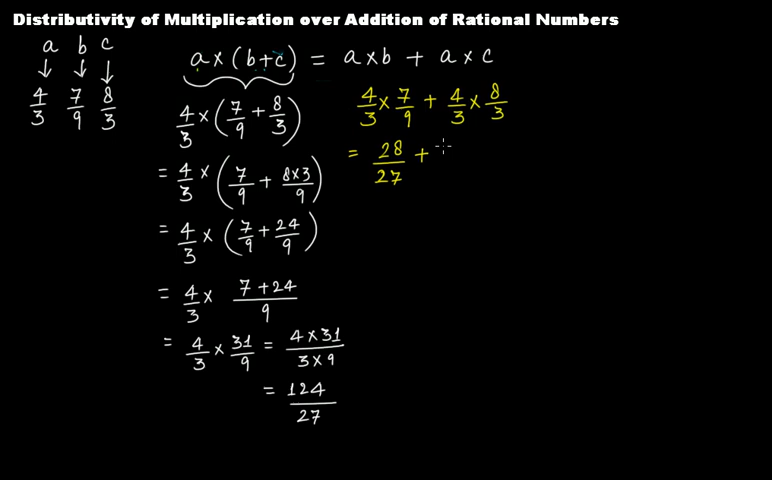 Distributivity of Multiplication over Addition of Rational Numbers
a b c
↓ ↓ ↓
4/3 7/9 8/3
a × (b+c) = a×b + a×c
4/3 × (7/9 + 8/3)
= 4/3 × (7/9 + 8×3/9)
= 4/3 × (7/9 + 24/9)
= 4/3 × 7+24/9
= 4/3 × 31/9 = 4×31/3×9
= 124/27
4/3 × 7/9 + 4/3 × 8/3
= 28/27 +